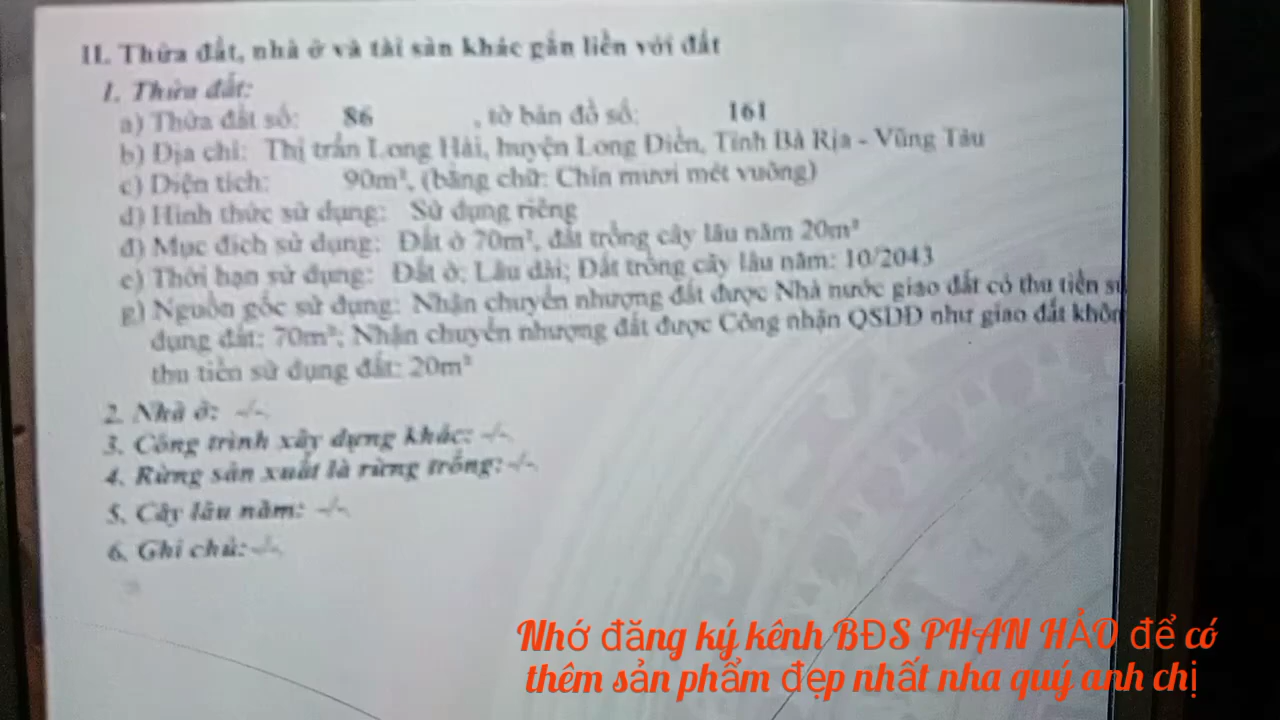 II. Thửa đất, nhà ở và tài sản khác gắn liền với đất
1. Thửa đất:
a) Thửa đất số: 86 , tờ bản đồ số: 161
b) Địa chỉ: Thị trấn Long Hải, huyện Long Điền, Tỉnh Bà Rịa - Vũng Tàu
c) Diện tích: 90m², (bằng chữ: Chín mươi mét vuông)
d) Hình thức sử dụng: Sử dụng riêng
đ) Mục đích sử dụng: Đất ở 70m², đất trồng cây lâu năm 20m²
e) Thời hạn sử dụng: Đất ở: Lâu dài; Đất trồng cây lâu năm: 10/2043
g) Nguồn gốc sử dụng: Nhận chuyển nhượng đất được Nhà nước giao đất có thu tiền sử
dụng đất: 70m²; Nhận chuyển nhượng đất được Công nhận QSDĐ như giao đất khôn
thu tiền sử dụng đất: 20m²
2. Nhà ở: -/-.
3. Công trình xây dựng khác: -/-.
4. Rừng sản xuất là rừng trồng: -/-.
5. Cây lâu năm: -/-.
6. Ghi chú: -/-.
Nhớ đăng ký kênh BĐS PHAN HẢO để có
thêm sản phẩm đẹp nhất nha quý anh chị